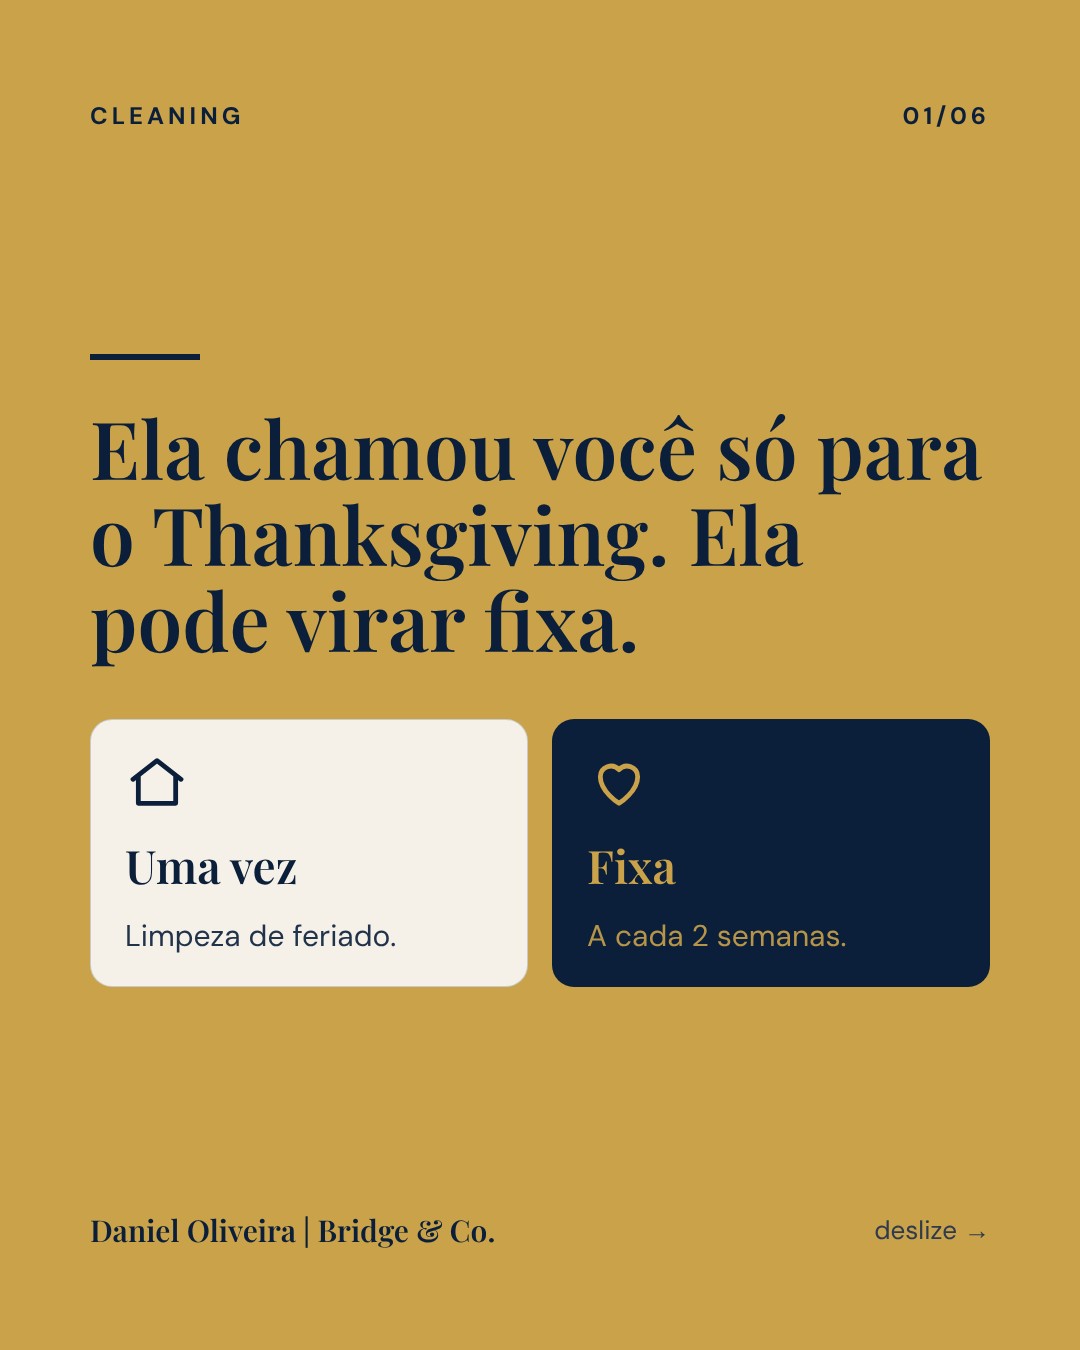 CLEANING
01/06
Ela chamou você só para
o Thanksgiving. Ela
pode virar fixa.
Uma vez
Limpeza de feriado.
Fixa
A cada 2 semanas.
Daniel Oliveira | Bridge & Co.
deslize →